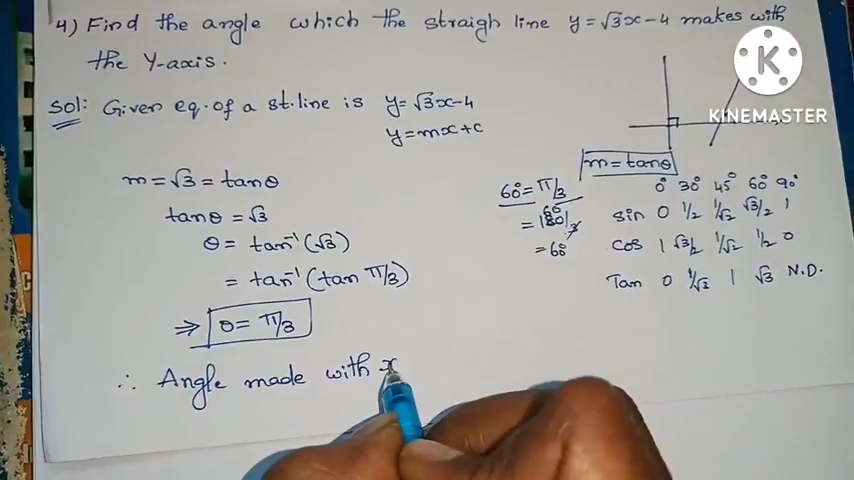 4) Find the angle which the straigh line y = √3x - 4 makes with
the Y-axis.
Sol: Given eq. of a st. line is y = √3x - 4
y = mx + c
m = √3 = tanθ
tanθ = √3
θ = tan⁻¹(√3)
= tan⁻¹(tan π/3)
⇒ θ = π/3
∴ Angle made with x
K
KINEMASTER
m = tanθ
60° = π/3
= 180/3
60
= 60
0° 30° 45° 60° 90°
Sin 0 1/2 1/√2 √3/2 1
Cos 1 √3/2 1/√2 1/2 0
Tan 0 1/√3 1 √3 N.D.